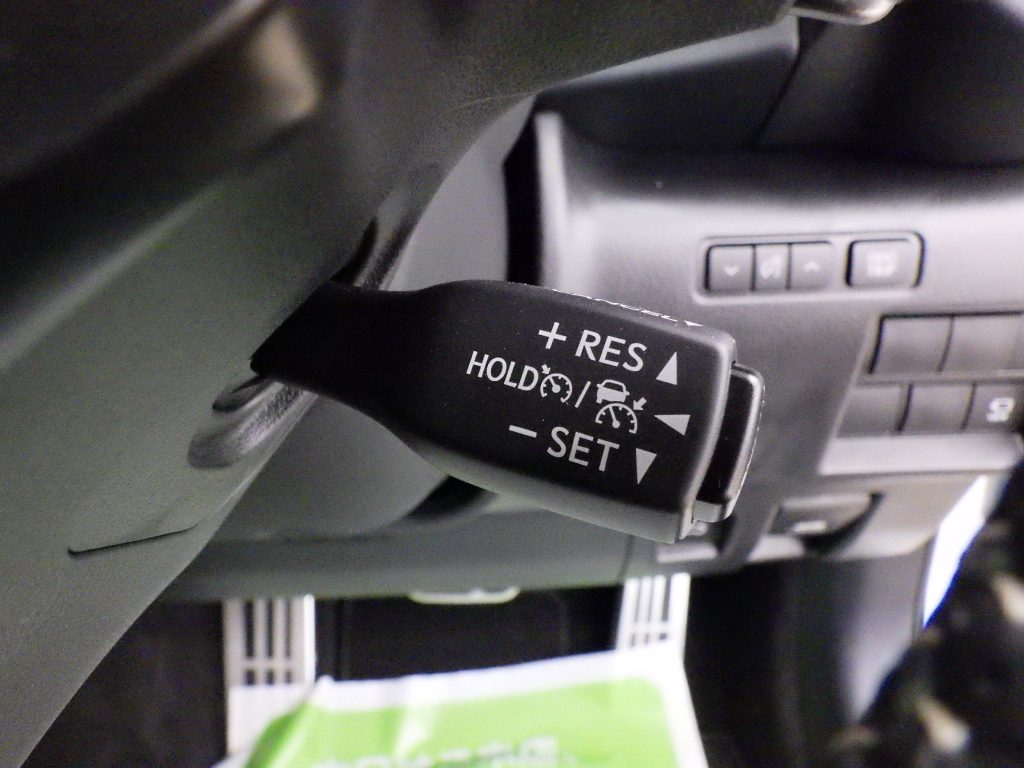 + RES ▲
HOLD / ◀
− SET ▼